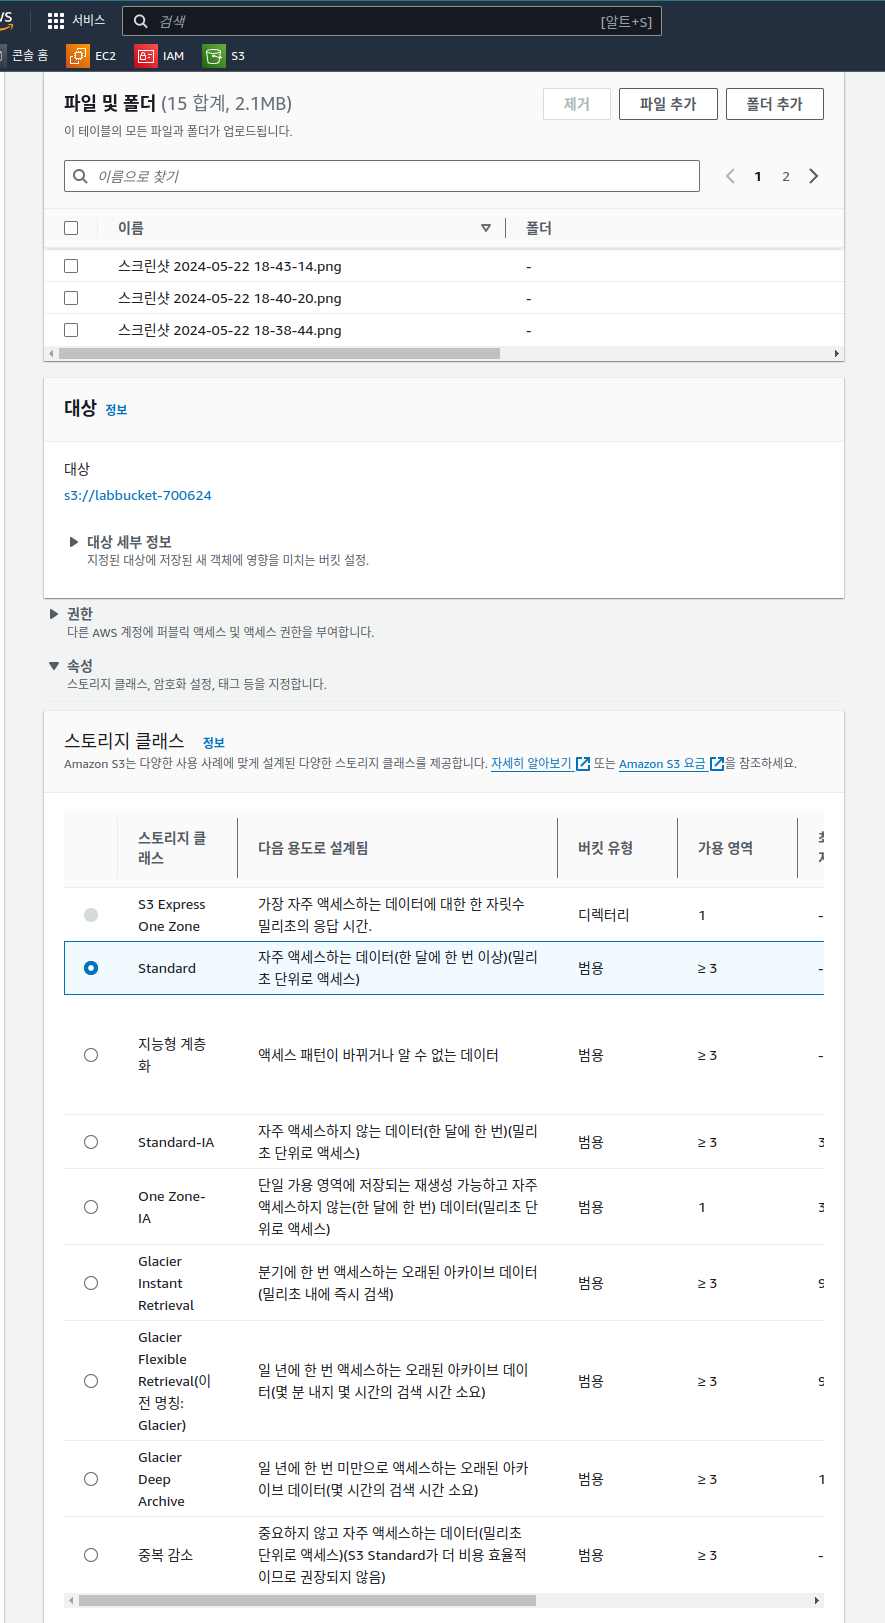 서비스
검색
[알트+S]
콘솔 홈
EC2
IAM
S3
파일 및 폴더 (15 합계, 2.1MB)
제거
파일 추가
폴더 추가
이 테이블의 모든 파일과 폴더가 업로드됩니다.
이름으로 찾기
1
2
이름
폴더
스크린샷 2024-05-22 18-43-14.png
-
스크린샷 2024-05-22 18-40-20.png
-
스크린샷 2024-05-22 18-38-44.png
-
대상 정보
대상
s3://labbucket-700624
대상 세부 정보
지정된 대상에 저장된 새 객체에 영향을 미치는 버킷 설정.
권한
다른 AWS 계정에 퍼블릭 액세스 및 액세스 권한을 부여합니다.
속성
스토리지 클래스, 암호화 설정, 태그 등을 지정합니다.
스토리지 클래스 정보
Amazon S3는 다양한 사용 사례에 맞게 설계된 다양한 스토리지 클래스를 제공합니다. 자세히 알아보기 또는 Amazon S3 요금 을 참조하세요.
스토리지 클
래스
다음 용도로 설계됨
버킷 유형
가용 영역
S3 Express
One Zone
가장 자주 액세스하는 데이터에 대한 한 자릿수
밀리초의 응답 시간.
디렉터리
1
-
Standard
자주 액세스하는 데이터(한 달에 한 번 이상)(밀리
초 단위로 액세스)
범용
≥ 3
-
지능형 계층
화
액세스 패턴이 바뀌거나 알 수 없는 데이터
범용
≥ 3
-
Standard-IA
자주 액세스하지 않는 데이터(한 달에 한 번)(밀리
초 단위로 액세스)
범용
≥ 3
3
One Zone-
IA
단일 가용 영역에 저장되는 재생성 가능하고 자주
액세스하지 않는(한 달에 한 번) 데이터(밀리초 단
위로 액세스)
범용
1
3
Glacier
Instant
Retrieval
분기에 한 번 액세스하는 오래된 아카이브 데이터
(밀리초 내에 즉시 검색)
범용
≥ 3
9
Glacier
Flexible
Retrieval(이
전 명칭:
Glacier)
일 년에 한 번 액세스하는 오래된 아카이브 데이
터(몇 분 내지 몇 시간의 검색 시간 소요)
범용
≥ 3
9
Glacier
Deep
Archive
일 년에 한 번 미만으로 액세스하는 오래된 아카
이브 데이터(몇 시간의 검색 시간 소요)
범용
≥ 3
1
중복 감소
중요하지 않고 자주 액세스하는 데이터(밀리초
단위로 액세스)(S3 Standard가 더 비용 효율적
이므로 권장되지 않음)
범용
≥ 3
-